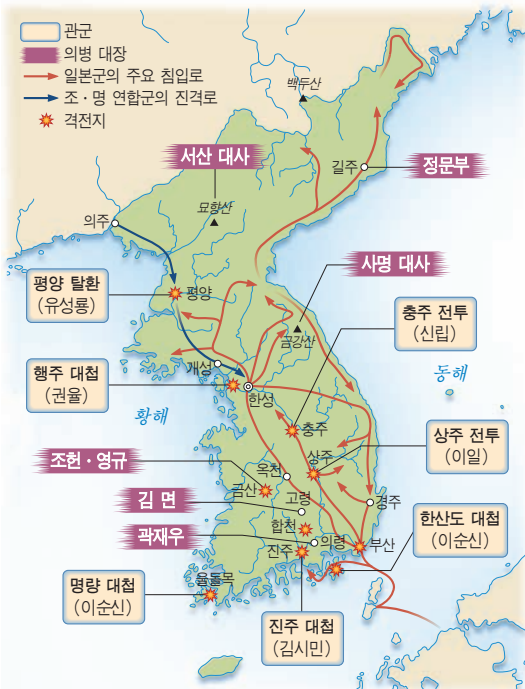 관군
의병 대장
일본군의 주요 침입로
조·명 연합군의 진격로
격전지
백두산
서산 대사
길주
정문부
묘향산
의주
사명 대사
평양 탈환
(유성룡)
평양
충주 전투
(신립)
금강산
행주 대첩
(권율)
개성
한성
동해
황해
충주
상주 전투
(이일)
상주
조헌·영규
옥천
금산
김 면
고령
경주
한산도 대첩
(이순신)
곽재우
합천
의령
진주
부산
명량 대첩
(이순신)
울돌목
진주 대첩
(김시민)